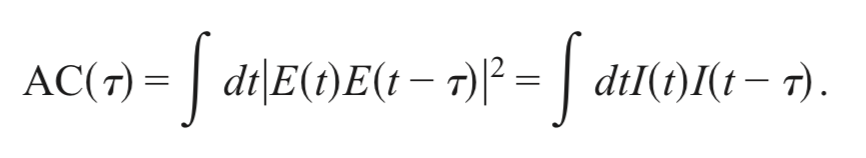 AC(τ) = ∫ dt|E(t)E(t − τ)|² = ∫ dtI(t)I(t − τ).